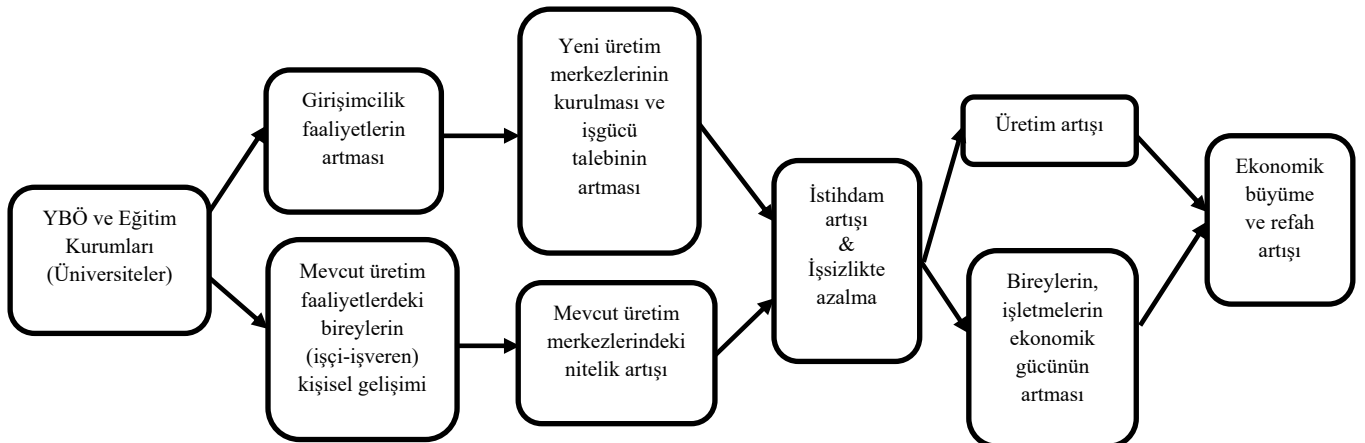 YBÖ ve Eğitim
Kurumları
(Üniversiteler)
Girişimcilik
faaliyetlerin
artması
Mevcut üretim
faaliyetlerdeki
bireylerin
(işçi-işveren)
kişisel gelişimi
Yeni üretim
merkezlerinin
kurulması ve
işgücü
talebinin
artması
Mevcut üretim
merkezlerindeki
nitelik artışı
İstihdam
artışı
&
İşsizlikte
azalma
Üretim artışı
Bireylerin,
işletmelerin
ekonomik
gücünün
artması
Ekonomik
büyüme
ve refah
artışı